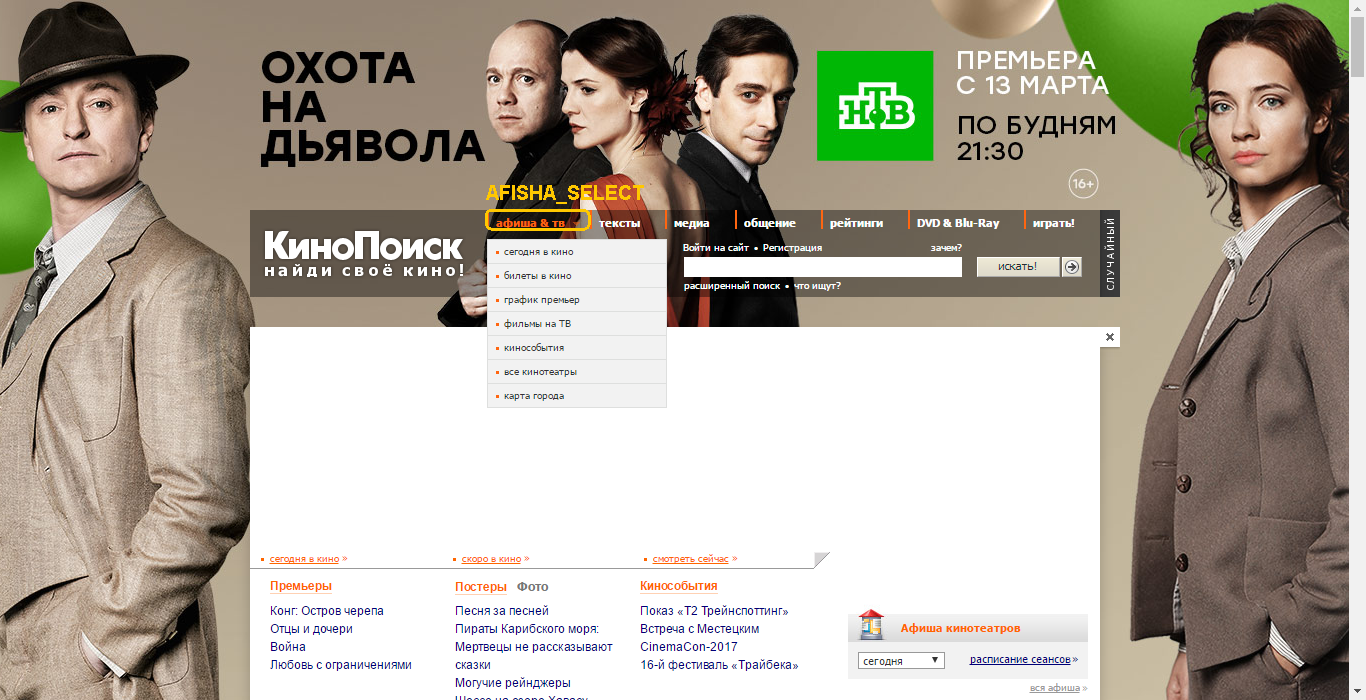 ОХОТА
НА
ДЬЯВОЛА
НТВ
ПРЕМЬЕРА
С 13 МАРТА
ПО БУДНЯМ
21:30
16+
AFISHA_SELECT
афиша & тв
тексты
медиа
общение
рейтинги
DVD & Blu-Ray
играть!
СЛУЧАЙНЫЙ
КиноПоиск
найди своё кино!
Войти на сайт • Регистрация
зачем?
искать!
расширенный поиск • что ищут?
сегодня в кино
билеты в кино
график премьер
фильмы на ТВ
кинособытия
все кинотеатры
карта города
сегодня в кино »
скоро в кино »
смотреть сейчас »
Премьеры
Конг: Остров черепа
Отцы и дочери
Война
Любовь с ограничениями
Постеры Фото
Песня за песней
Пираты Карибского моря:
Мертвецы не рассказывают
сказки
Могучие рейнджеры
Кинособытия
Показ «Т2 Трейнспоттинг»
Встреча с Местецким
CinemaCon-2017
16-й фестиваль «Трайбека»
Афиша кинотеатров
сегодня
расписание сеансов »
вся афиша »